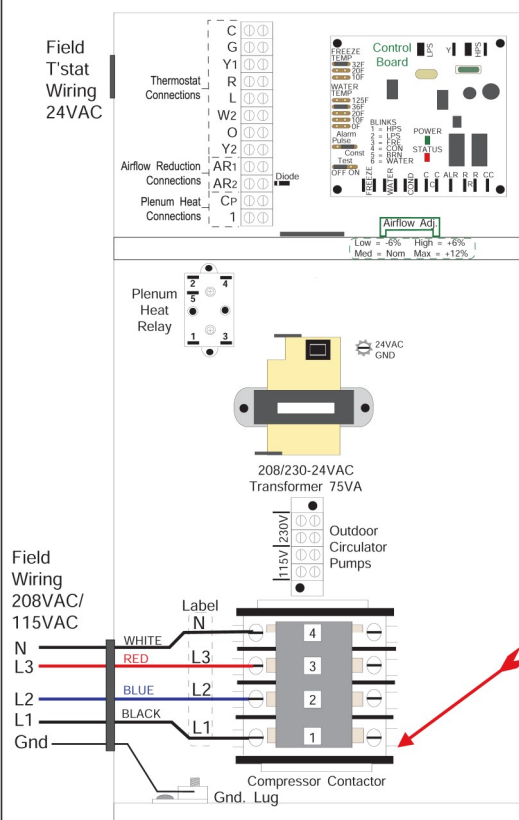 Field
T'stat
Wiring
24VAC
Thermostat
Connections
C
G
Y1
R
L
W2
O
Y2
Airflow Reduction
Connections
AR1
AR2
Diode
Plenum Heat
Connections
CP
1
Control
Board
LPS
Y
HPS
FREEZE
TEMP
32F
20F
10F
WATER
TEMP
125F
36F
20F
10F
0F
Alarm
Pulse
Const
Test
OFF ON
BLINKS
1 = HPS
2 = LPS
3 = FRE
4 = CON
5 = BRN
6 = WATER
POWER
STATUS
FREEZE
WATER
COND
C C ALR R R CC
C R
Airflow Adj.
Low = -6% High = +6%
Med = Nom Max = +12%
Plenum
Heat
Relay
2 4
5
1 3
24VAC
GND
208/230-24VAC
Transformer 75VA
115V 230V
Outdoor
Circulator
Pumps
Field
Wiring
208VAC/
115VAC
Label
N WHITE N 4
L3 RED L3 3
L2 BLUE L2 2
L1 BLACK L1 1
Gnd
Gnd. Lug
Compressor Contactor